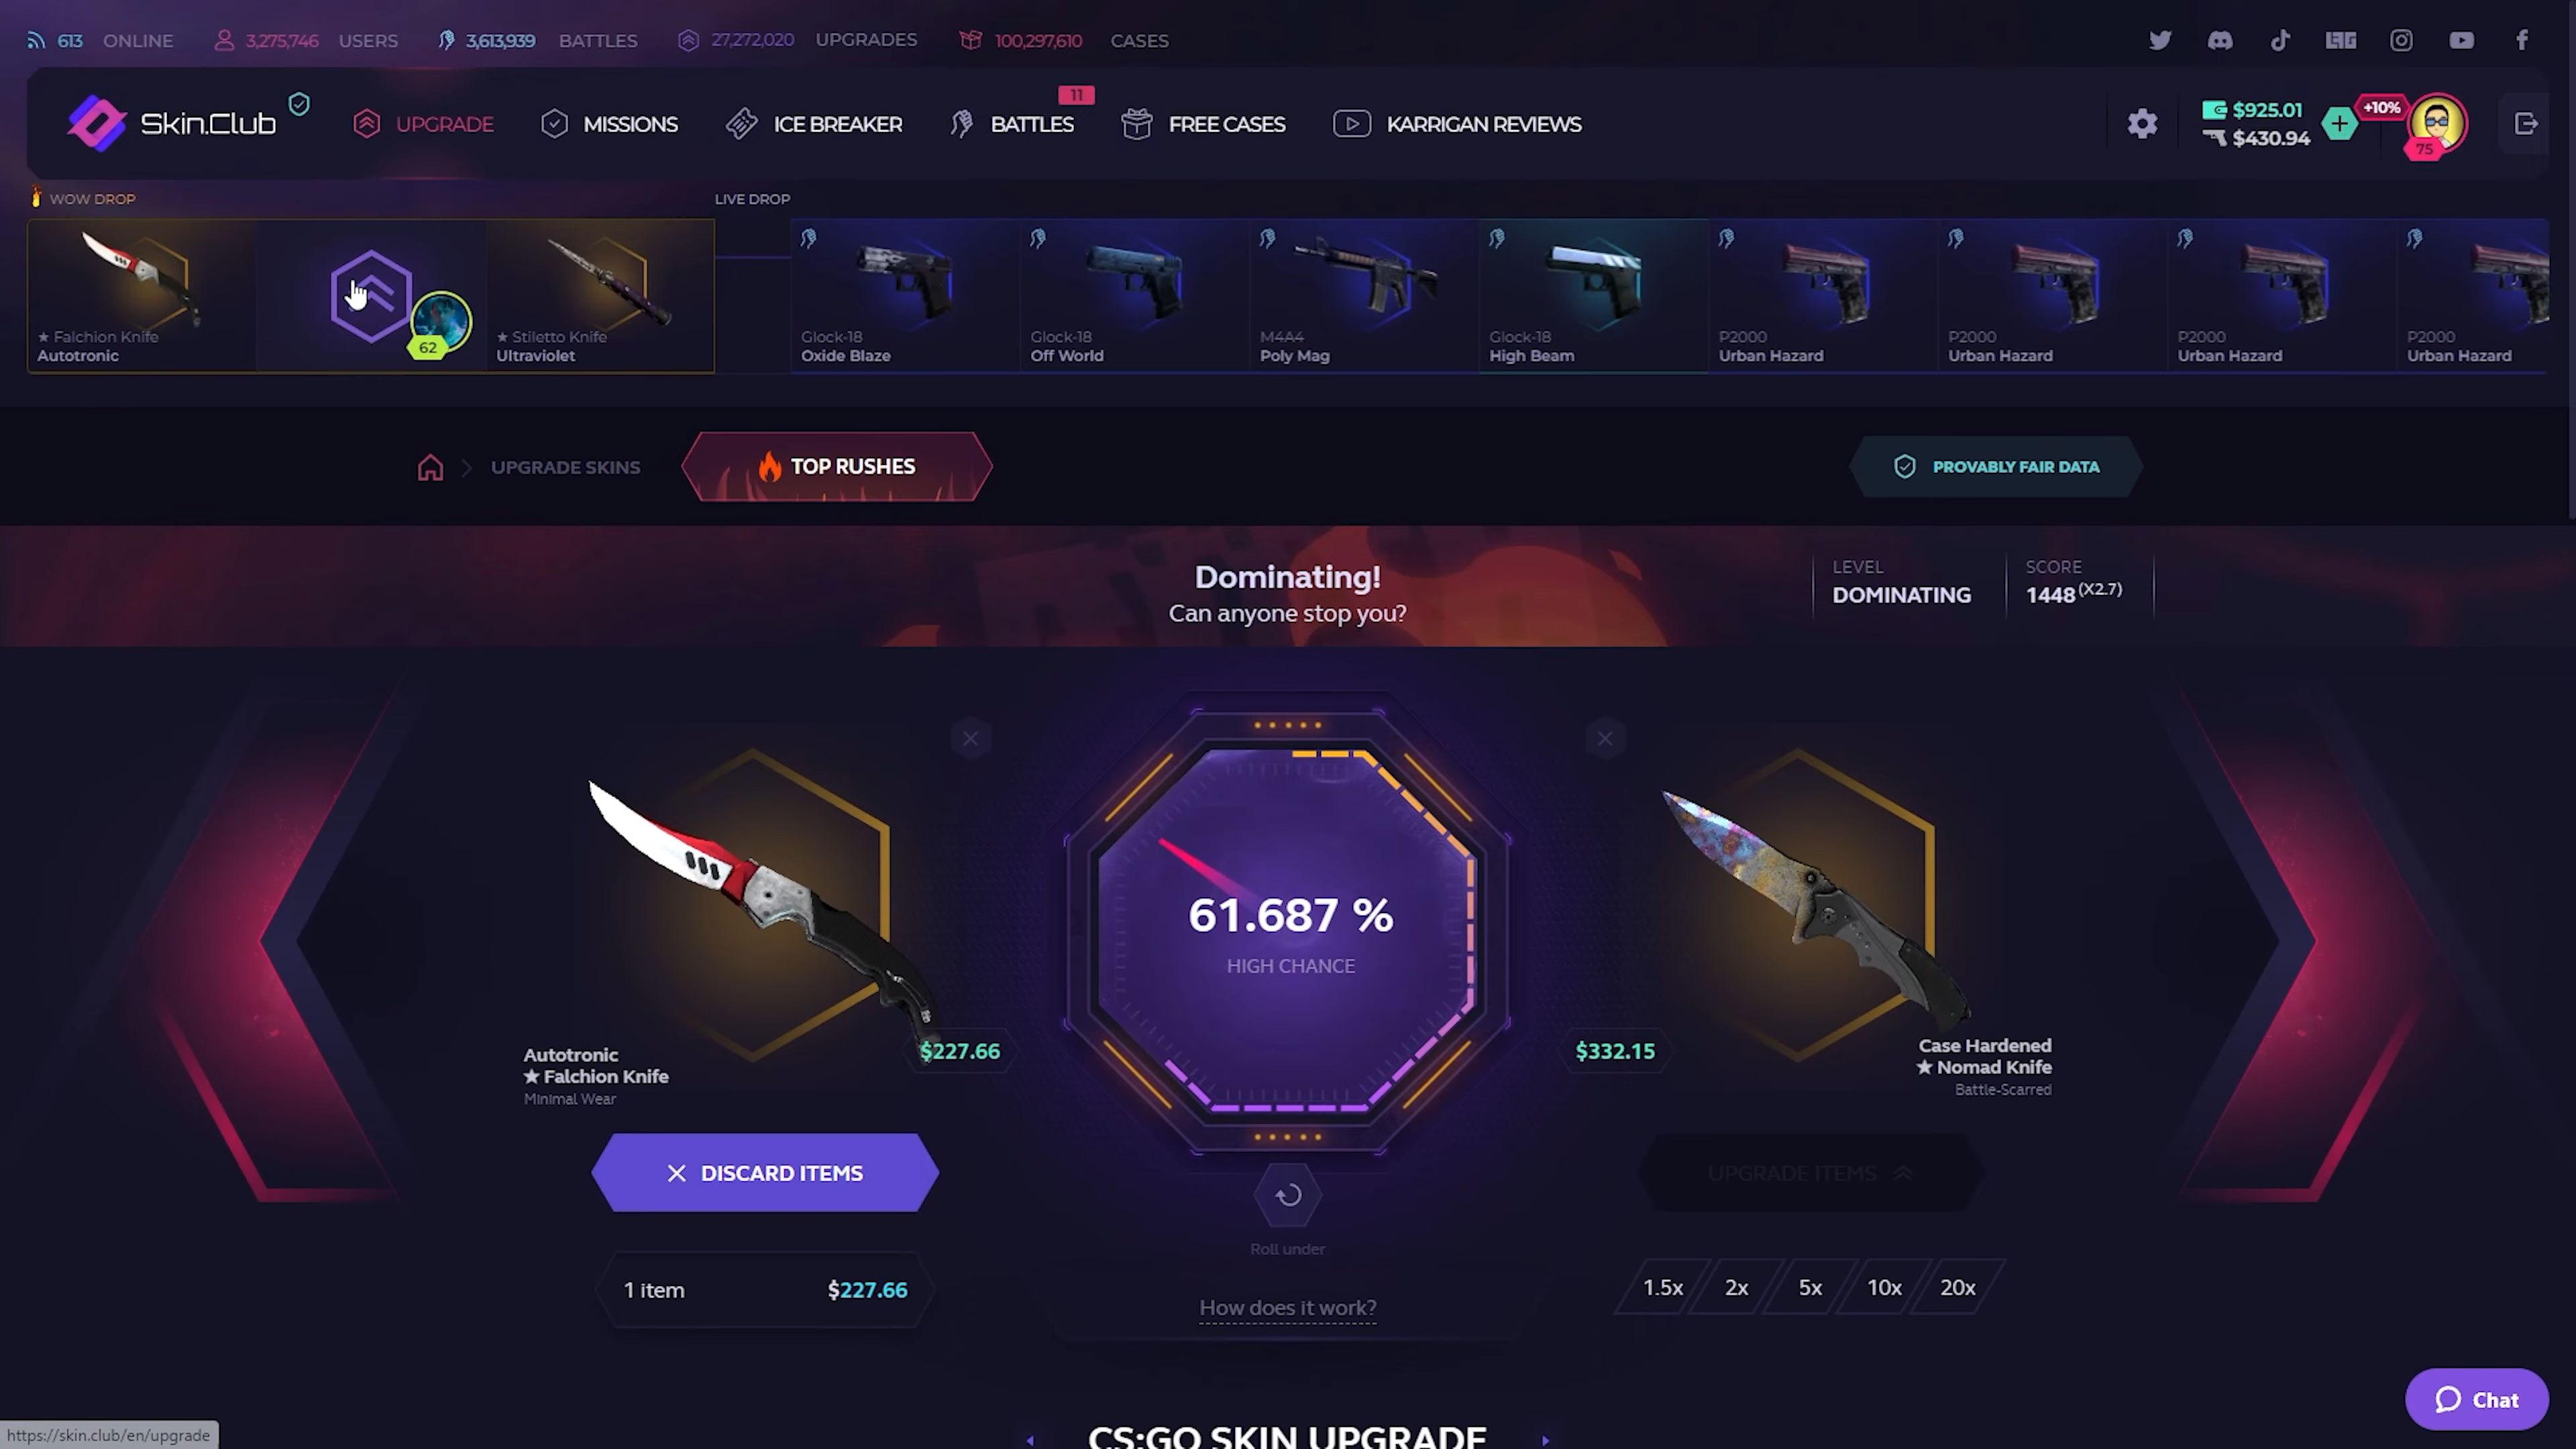 613 ONLINE 3,275,746 USERS 3,613,939 BATTLES 27,272,020 UPGRADES 100,297,610 CASES
Skin.Club UPGRADE MISSIONS ICE BREAKER BATTLES 11 FREE CASES KARRIGAN REVIEWS
$925.01
$430.94
+10%
75
WOW DROP
LIVE DROP
★ Falchion Knife
Autotronic
62
★ Stiletto Knife
Ultraviolet
Glock-18
Oxide Blaze
Glock-18
Off World
M4A4
Poly Mag
Glock-18
High Beam
P2000
Urban Hazard
P2000
Urban Hazard
P2000
Urban Hazard
P2000
Urban Hazard
UPGRADE SKINS
TOP RUSHES
PROVABLY FAIR DATA
Dominating!
Can anyone stop you?
LEVEL
DOMINATING
SCORE
1448 (X2.7)
61.687 %
HIGH CHANCE
Autotronic
★ Falchion Knife
Minimal Wear
$227.66
$332.15
Case Hardened
★ Nomad Knife
Battle-Scarred
DISCARD ITEMS
UPGRADE ITEMS
Roll under
1 item $227.66
How does it work?
1.5x 2x 5x 10x 20x
Chat
CS:GO SKIN UPGRADE
https://skin.club/en/upgrade